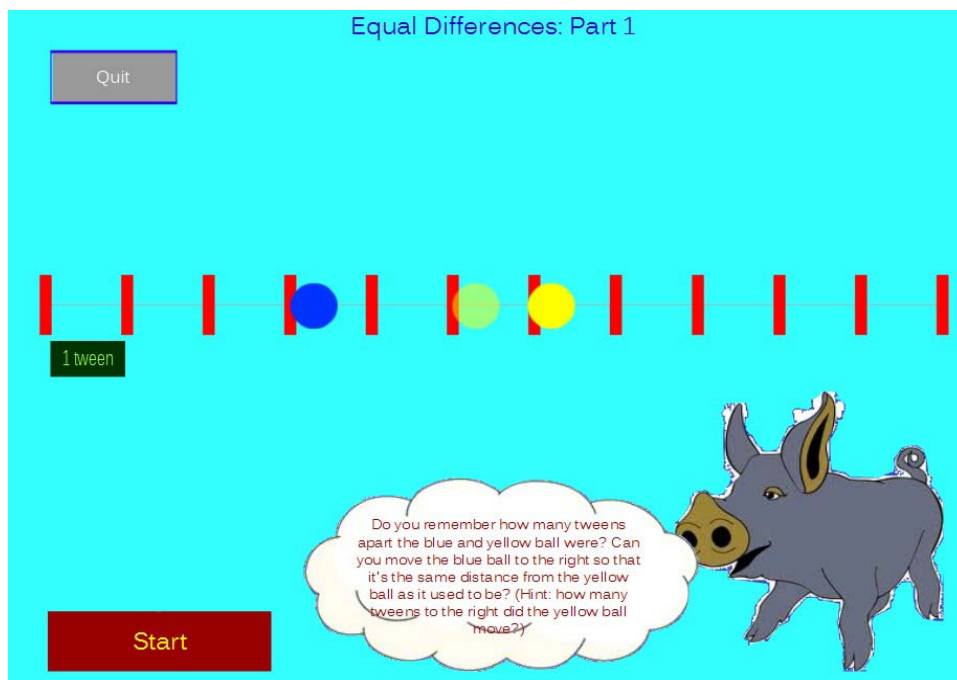 Equal Differences: Part 1
Quit
1 tween
Do you remember how many tweens
apart the blue and yellow ball were? Can
you move the blue ball to the right so that
it's the same distance from the yellow
ball as it used to be? (Hint: how many
tweens to the right did the yellow ball
move?)
Start